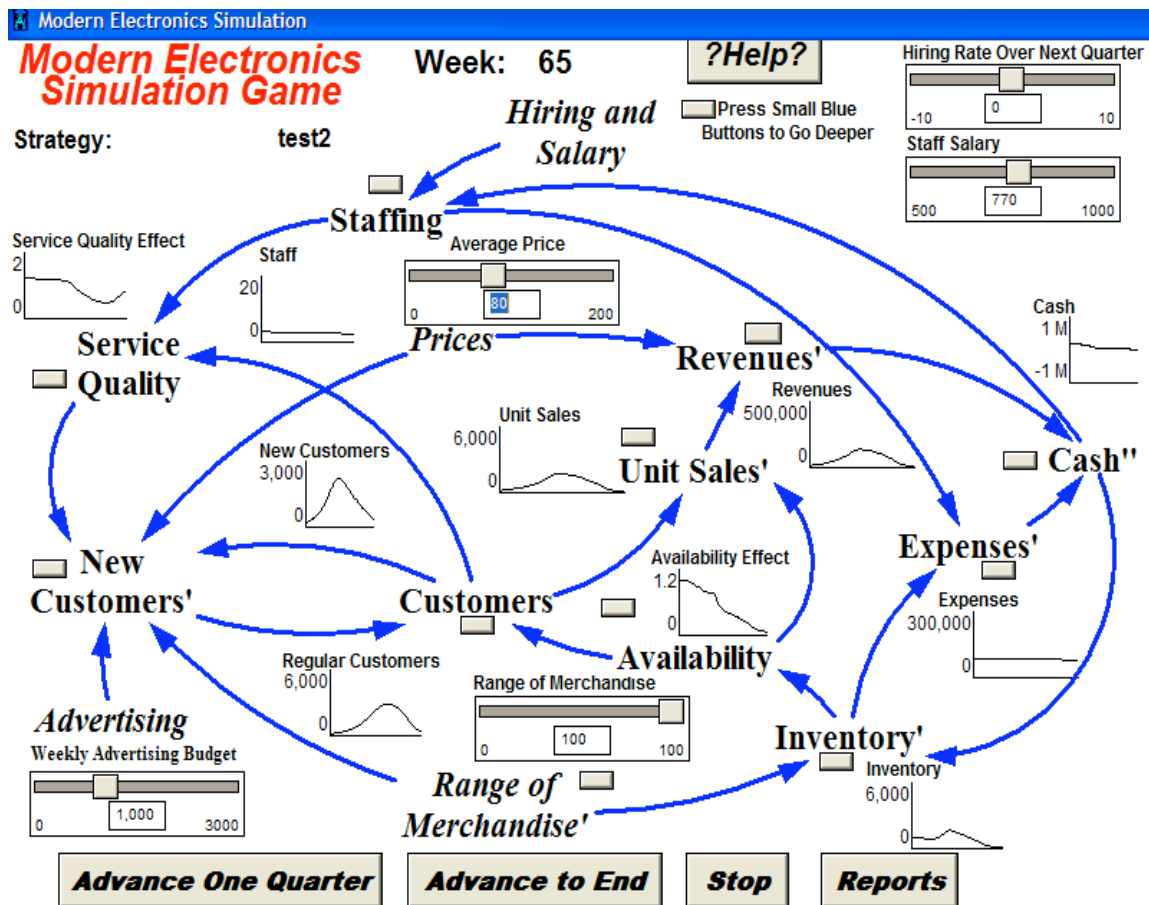 Modern Electronics Simulation
Modern Electronics
Simulation Game
Week: 65
?Help?
Press Small Blue
Buttons to Go Deeper
Strategy: test2
Hiring Rate Over Next Quarter
0
-10 10
Staff Salary
770
500 1000
Hiring and
Salary
Staffing
Service Quality Effect
2
0
Staff
20
0
Average Price
80
0 200
Prices
Service
Quality
Revenues'
Revenues
500,000
0
Cash
1 M
-1 M
Cash"
Unit Sales
6,000
0
Unit Sales'
New Customers
3,000
0
New
Customers'
Customers
Availability Effect
1.2
0
Availability
Expenses'
Expenses
300,000
0
Regular Customers
6,000
0
Range of Merchandise
100
0 100
Advertising
Weekly Advertising Budget
1,000
0 3000
Range of
Merchandise'
Inventory'
Inventory
6,000
0
Advance One Quarter
Advance to End
Stop
Reports